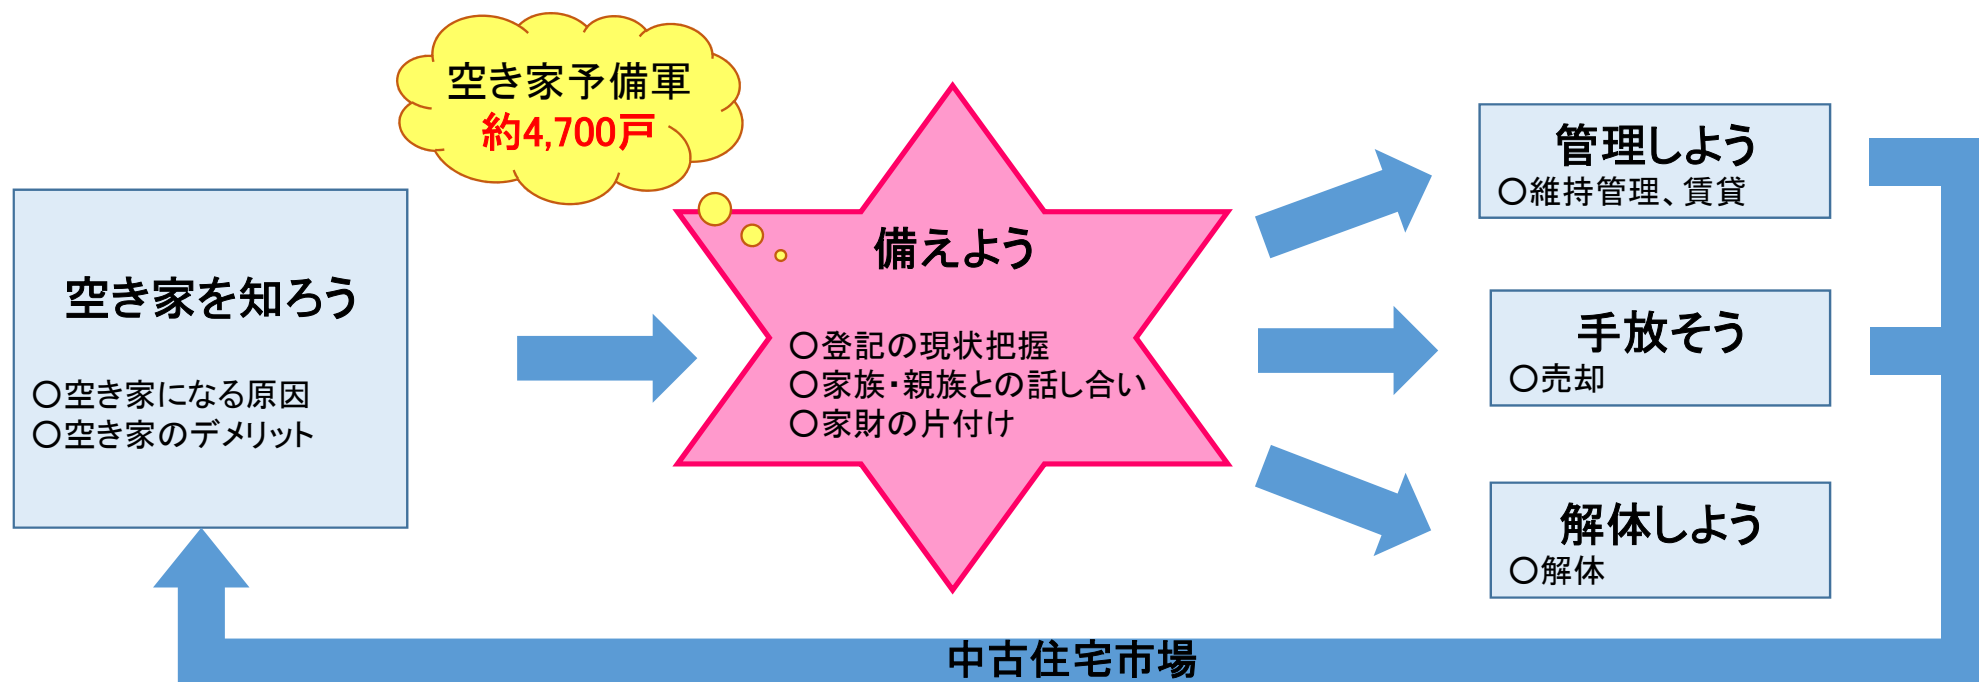 空き家予備軍
約4,700戸
空き家を知ろう
○空き家になる原因
○空き家のデメリット
備えよう
○登記の現状把握
○家族・親族との話し合い
○家財の片付け
管理しよう
○維持管理、賃貸
手放そう
○売却
解体しよう
○解体
中古住宅市場